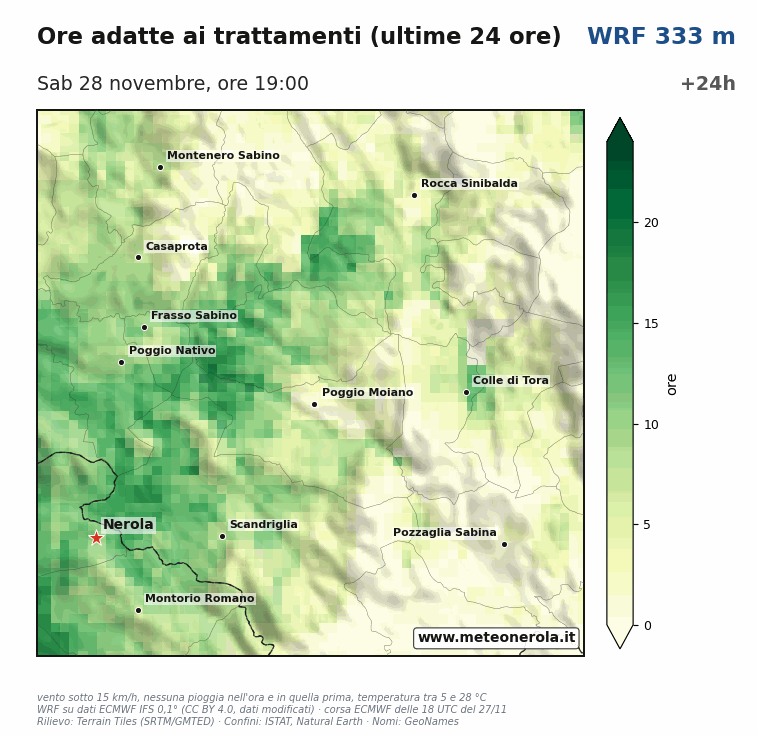 Ore adatte ai trattamenti (ultime 24 ore) WRF 333 m
Sab 28 novembre, ore 19:00 +24h
Montenero Sabino
Rocca Sinibalda
Casaprota
Frasso Sabino
Poggio Nativo
Poggio Moiano
Colle di Tora
Nerola
Scandriglia
Pozzaglia Sabina
Montorio Romano
www.meteonerola.it
20
15
10
5
0
ore
vento sotto 15 km/h, nessuna pioggia nell'ora e in quella prima, temperatura tra 5 e 28 °C
WRF su dati ECMWF IFS 0,1° (CC BY 4.0, dati modificati) · corsa ECMWF delle 18 UTC del 27/11
Rilievo: Terrain Tiles (SRTM/GMTED) · Confini: ISTAT, Natural Earth · Nomi: GeoNames